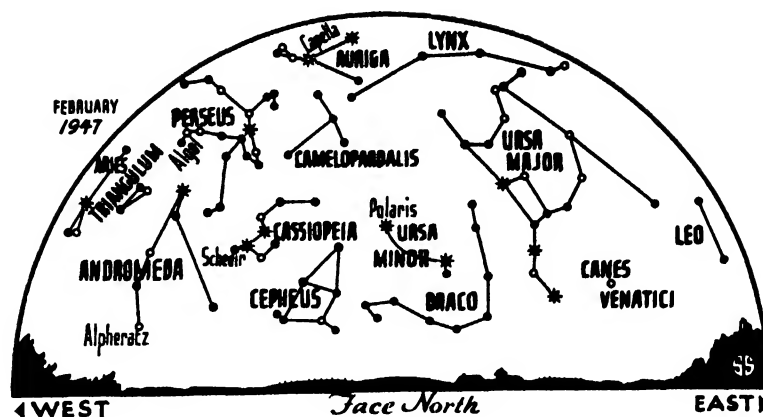 Capella
AURIGA
LYNX
FEBRUARY
1947
PERSEUS
Algol
ARIES
TRIANGULUM
CAMELOPARDALIS
URSA
MAJOR
Polaris
URSA
MINOR
CASSIOPEIA
Schedir
ANDROMEDA
CEPHEUS
DRACO
LEO
CANES
VENATICI
Alpheratz
SS
WEST
Face North
EAST